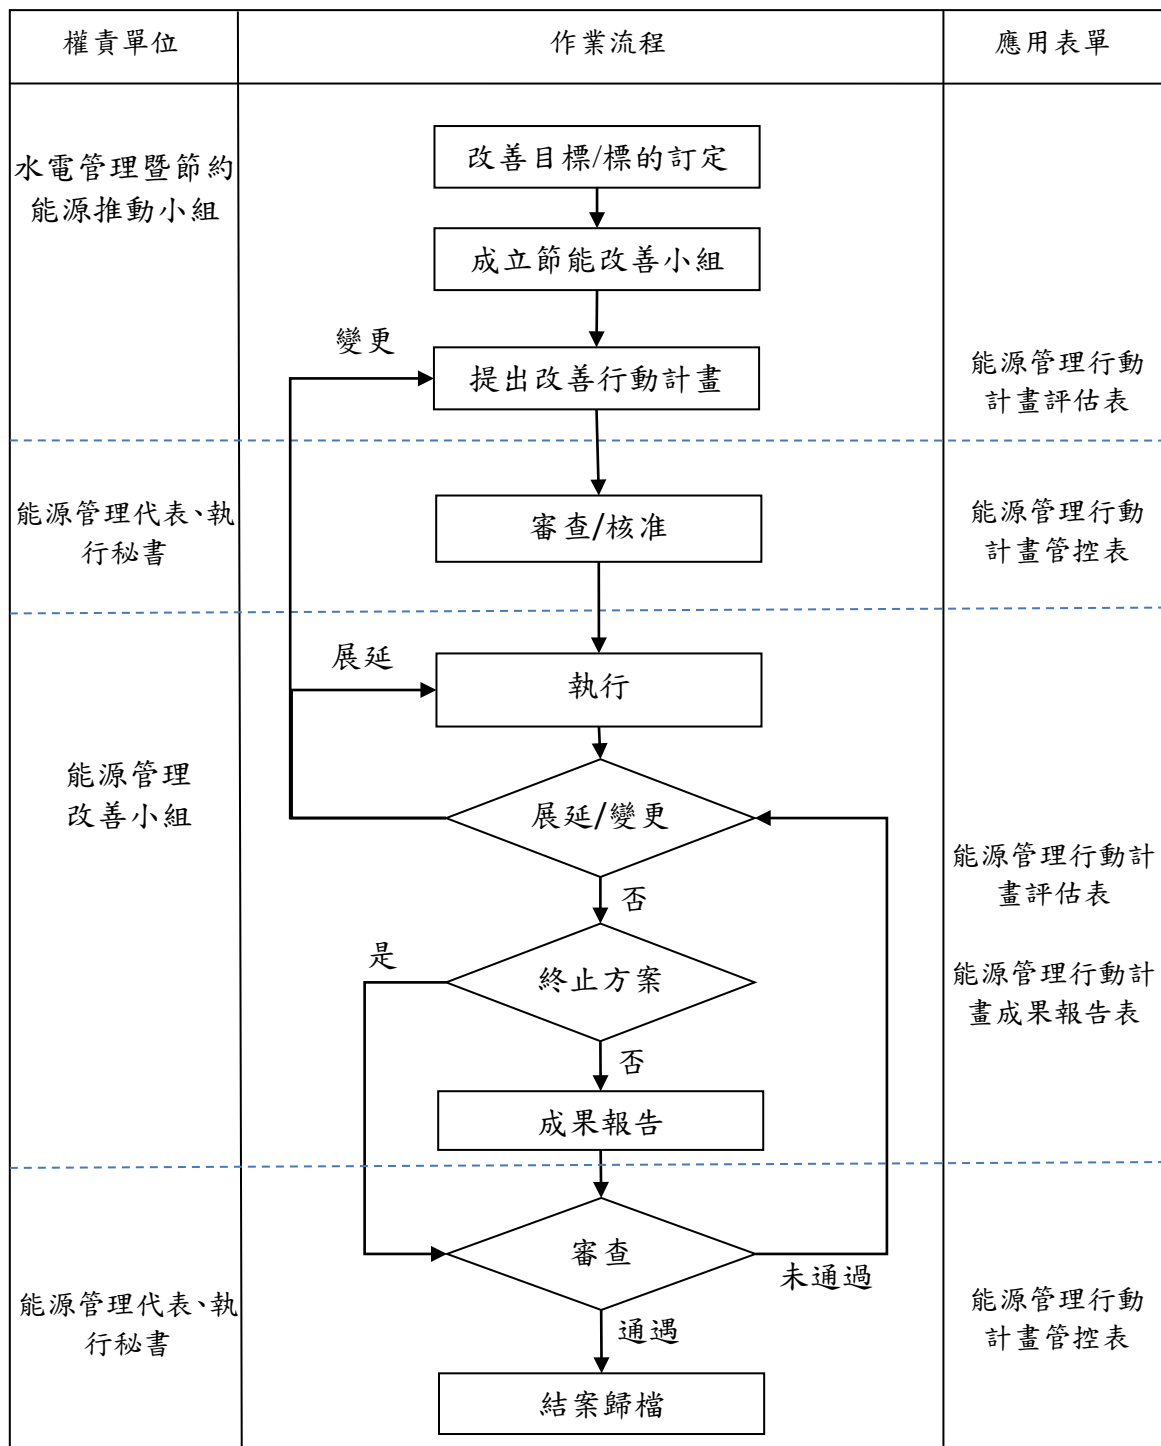 權責單位
作業流程
應用表單
水電管理暨節約
能源推動小組
改善目標/標的訂定
成立節能改善小組
變更
提出改善行動計畫
能源管理行動
計畫評估表
能源管理代表、執
行秘書
審查/核准
能源管理行動
計畫管控表
展延
執行
能源管理
改善小組
展延/變更
能源管理行動計
畫評估表
否
是
終止方案
能源管理行動計
畫成果報告表
否
成果報告
審查
未通過
能源管理代表、執
行秘書
通遇
能源管理行動
計畫管控表
結案歸檔